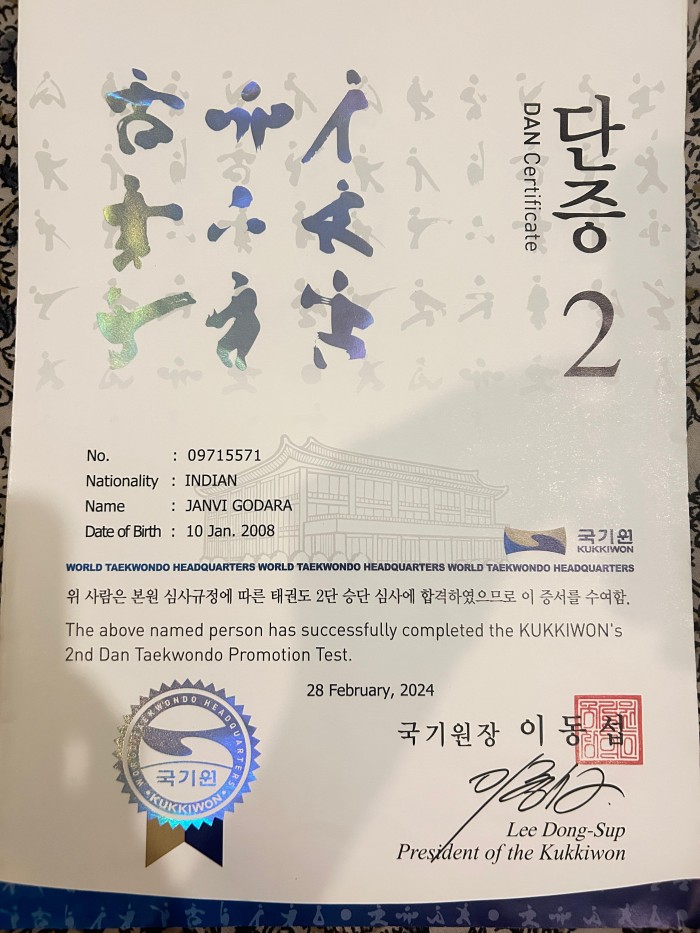 단증
DAN Certificate
2
No. : 09715571
Nationality : INDIAN
Name : JANVI GODARA
Date of Birth : 10 Jan. 2008
국기원
KUKKIWON
WORLD TAEKWONDO HEADQUARTERS WORLD TAEKWONDO HEADQUARTERS WORLD TAEKWONDO HEADQUARTERS
위 사람은 본원 심사규정에 따른 태권도 2단 승단 심사에 합격하였으므로 이 증서를 수여함.
The above named person has successfully completed the KUKKIWON's
2nd Dan Taekwondo Promotion Test.
28 February, 2024
국기원장 이동섭
WORLD TAEKWONDO HEADQUARTERS
국기원
KUKKIWON
Lee Dong-Sup
President of the Kukkiwon